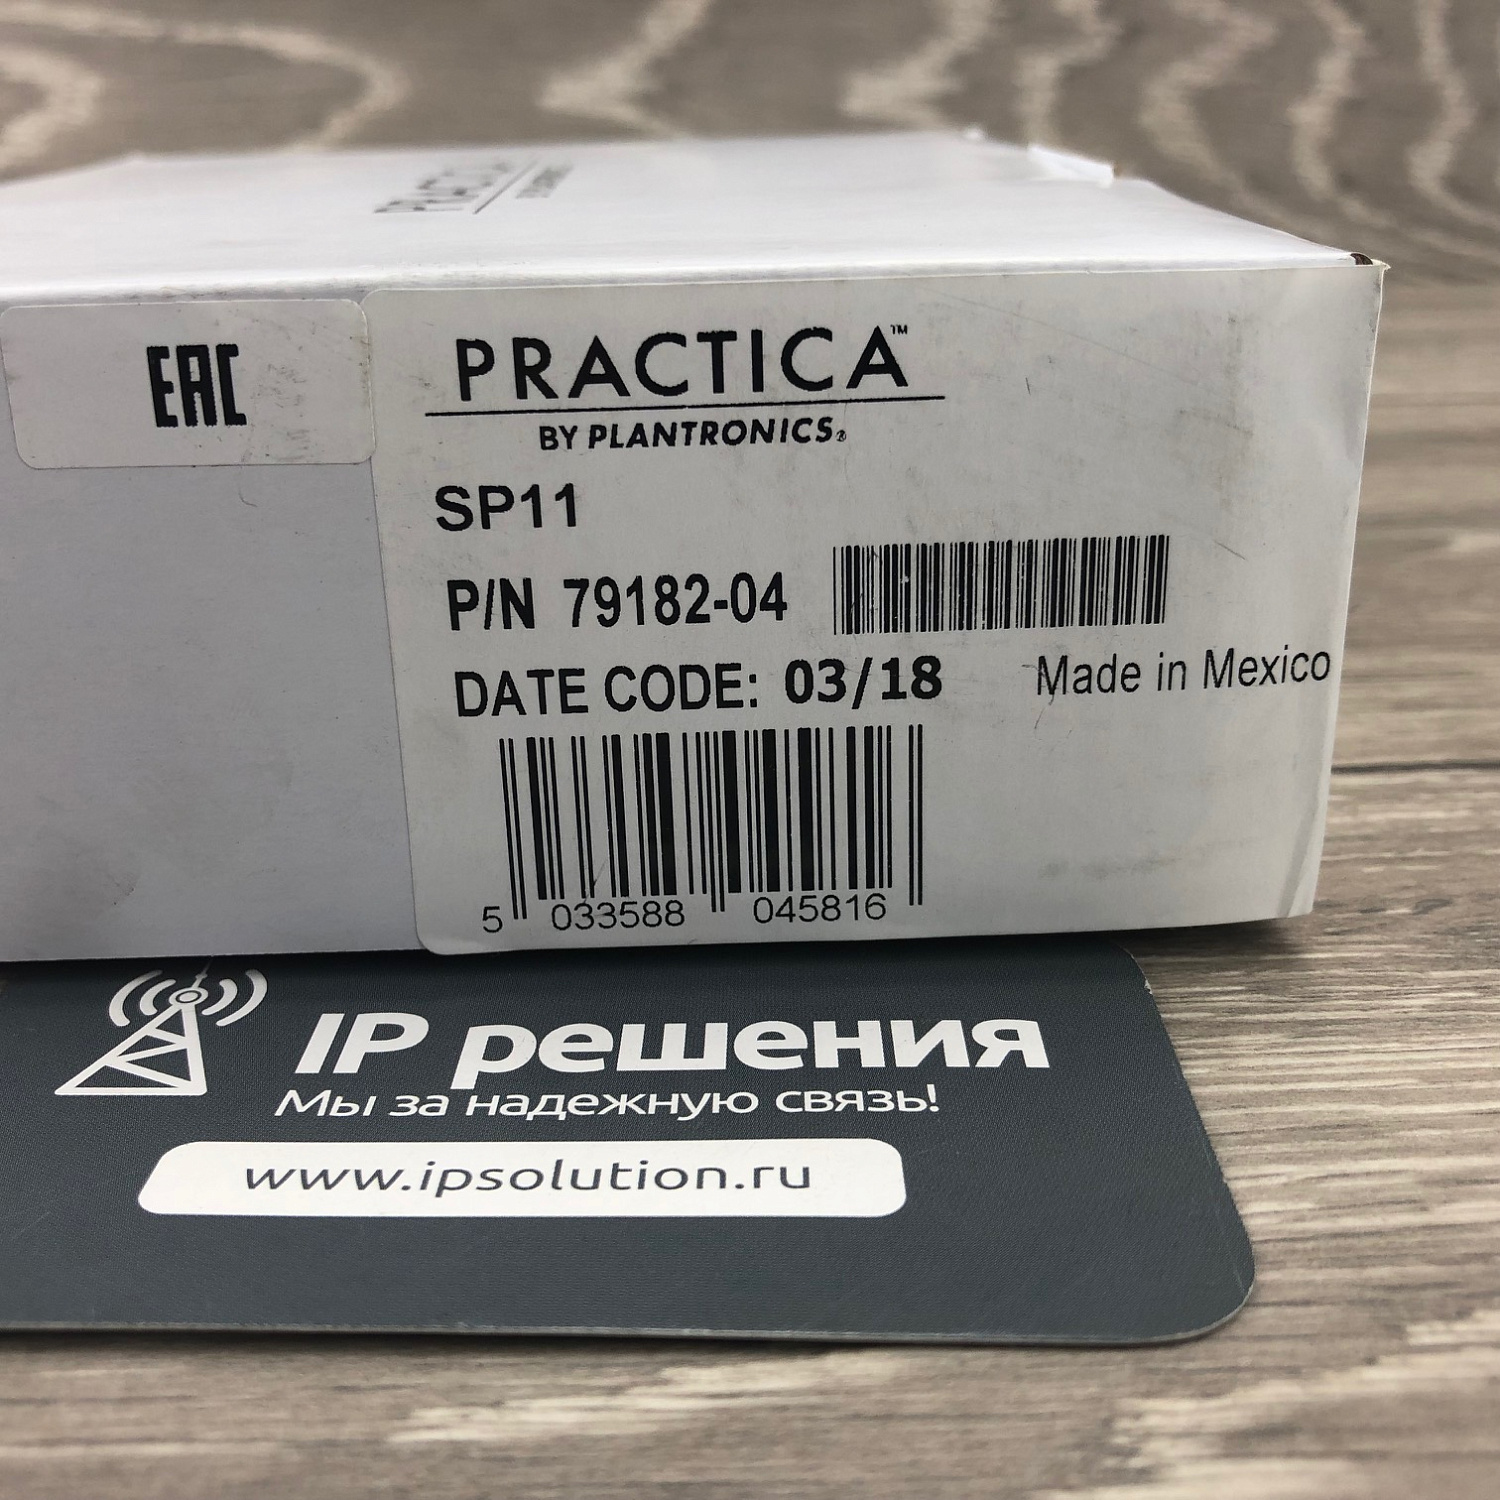 PRACTICA
EAC
PRACTICA™
BY PLANTRONICS®
SP11
P/N 79182-04
DATE CODE: 03/18 Made in Mexico
5 033588 045816
IP решения
Мы за надежную связь!
www.ipsolution.ru